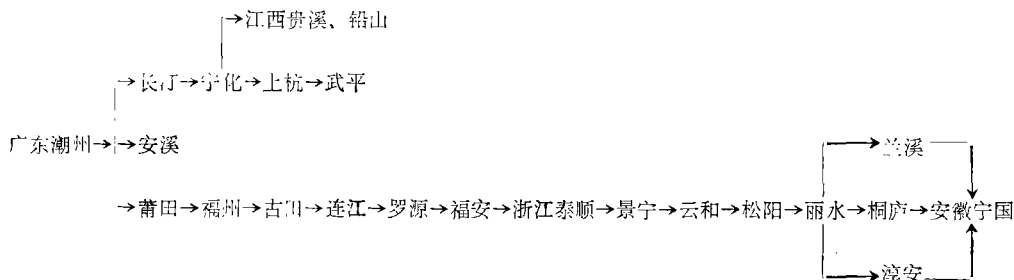 →江西贵溪、铅山
→长汀→宁化→上杭→武平
广东潮州→→安溪
→兰溪
→莆田→福州→古田→连江→罗源→福安→浙江泰顺→景宁→云和→松阳→丽水→桐庐→安徽宁国
→淳安